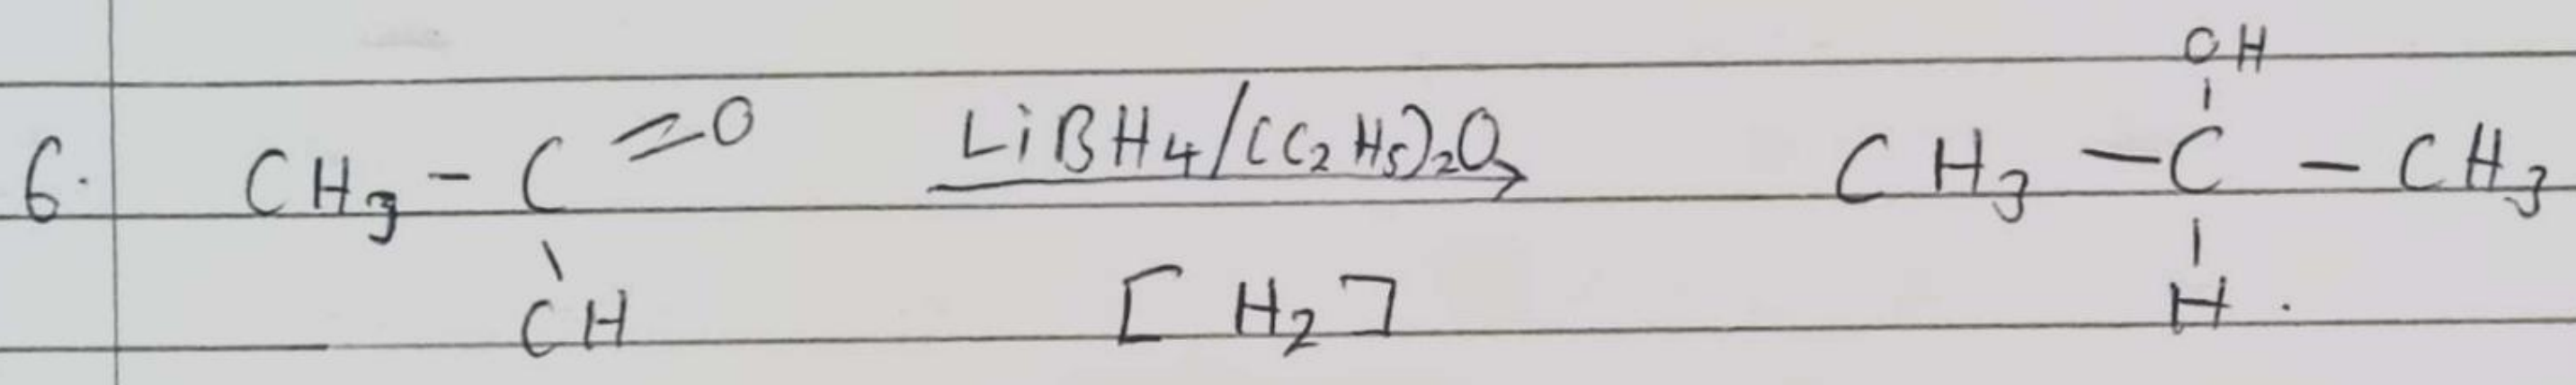 OH
6. CH3 - C =O LiBH4/(C2H5)2O → CH3 - C - CH3
CH [H2] H.